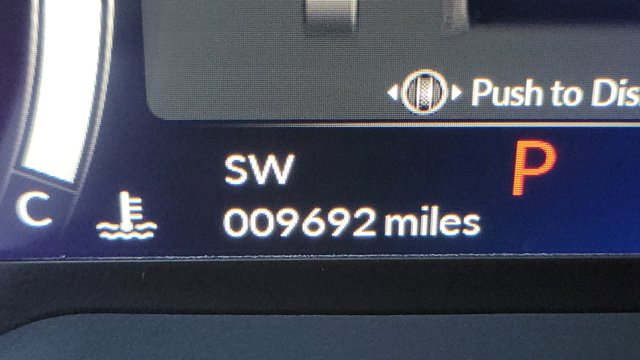 Push to Dis
SW
P
009692 miles
C